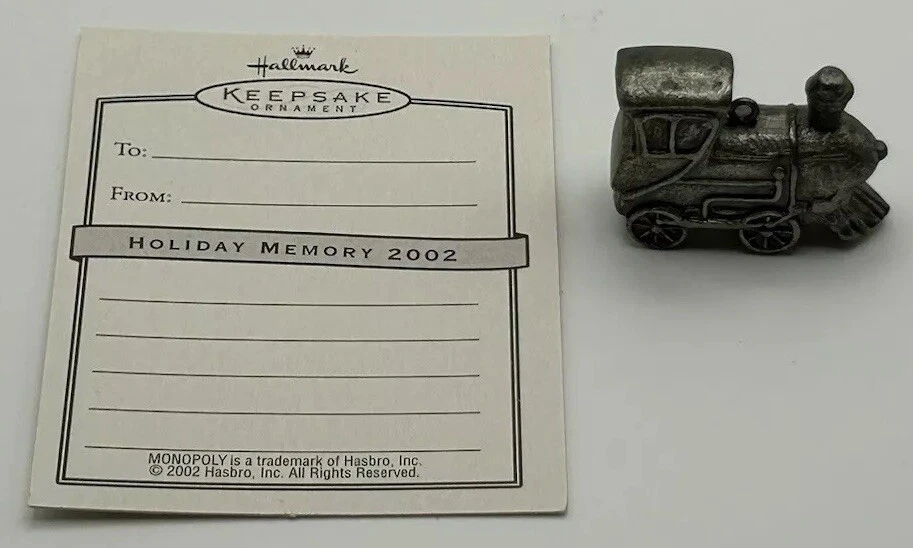 Hallmark
KEEPSAKE
ORNAMENT
TO:
FROM:
HOLIDAY MEMORY 2002
MONOPOLY is a trademark of Hasbro, Inc.
© 2002 Hasbro, Inc. All Rights Reserved.